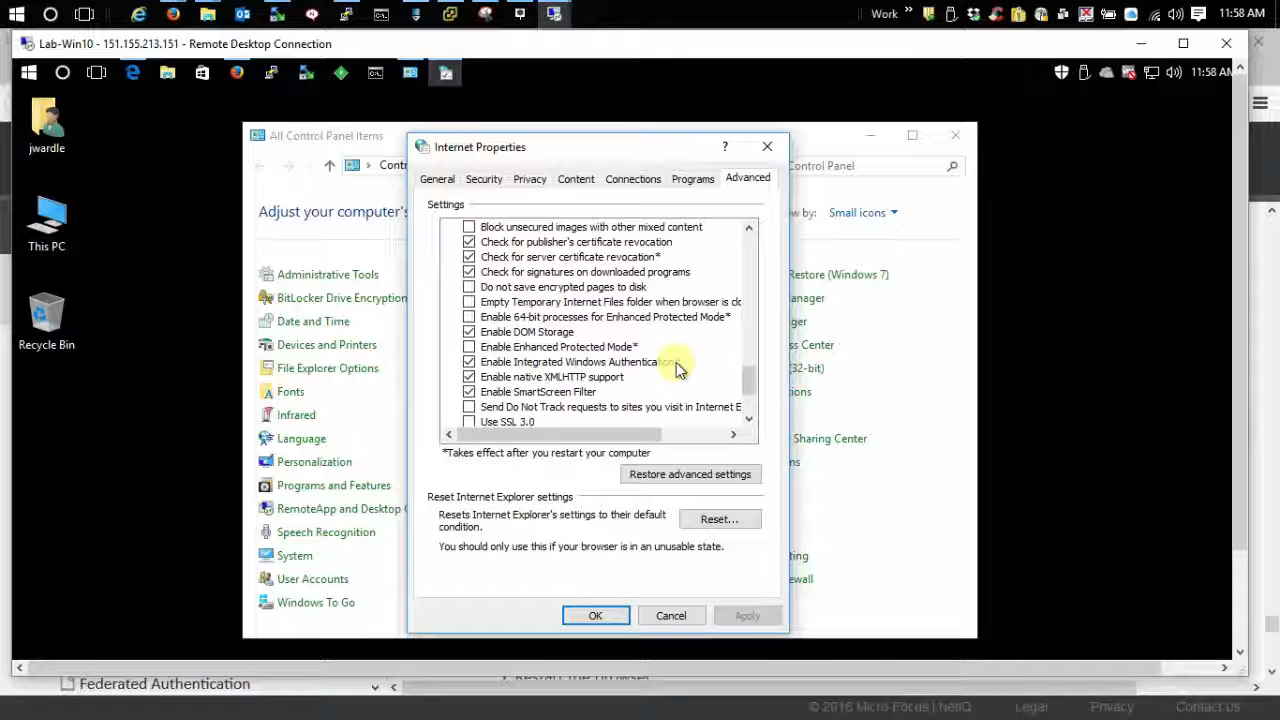 Work »
11:58 AM
Lab-Win10 - 151.155.213.151 - Remote Desktop Connection
11:58 AM
jwardle
This PC
Recycle Bin
All Control Panel Items
Contr
Control Panel
Adjust your computer's
w by: Small icons
Administrative Tools
BitLocker Drive Encryption
Date and Time
Devices and Printers
File Explorer Options
Fonts
Infrared
Language
Personalization
Programs and Features
RemoteApp and Desktop C
Speech Recognition
System
User Accounts
Windows To Go
Restore (Windows 7)
anager
ger
ce Center
(32-bit)
ons
Sharing Center
ns
ting
ewall
Internet Properties
?
General
Security
Privacy
Content
Connections
Programs
Advanced
Settings
Block unsecured images with other mixed content
Check for publisher's certificate revocation
Check for server certificate revocation*
Check for signatures on downloaded programs
Do not save encrypted pages to disk
Empty Temporary Internet Files folder when browser is clo
Enable 64-bit processes for Enhanced Protected Mode*
Enable DOM Storage
Enable Enhanced Protected Mode*
Enable Integrated Windows Authentication*
Enable native XMLHTTP support
Enable SmartScreen Filter
Send Do Not Track requests to sites you visit in Internet E
Use SSL 3.0
*Takes effect after you restart your computer
Restore advanced settings
Reset Internet Explorer settings
Resets Internet Explorer's settings to their default
condition.
Reset...
You should only use this if your browser is in an unusable state.
OK
Cancel
Apply
Federated Authentication
© 2016 Micro Focus | NetIQ
Legal
Privacy
Contact Us